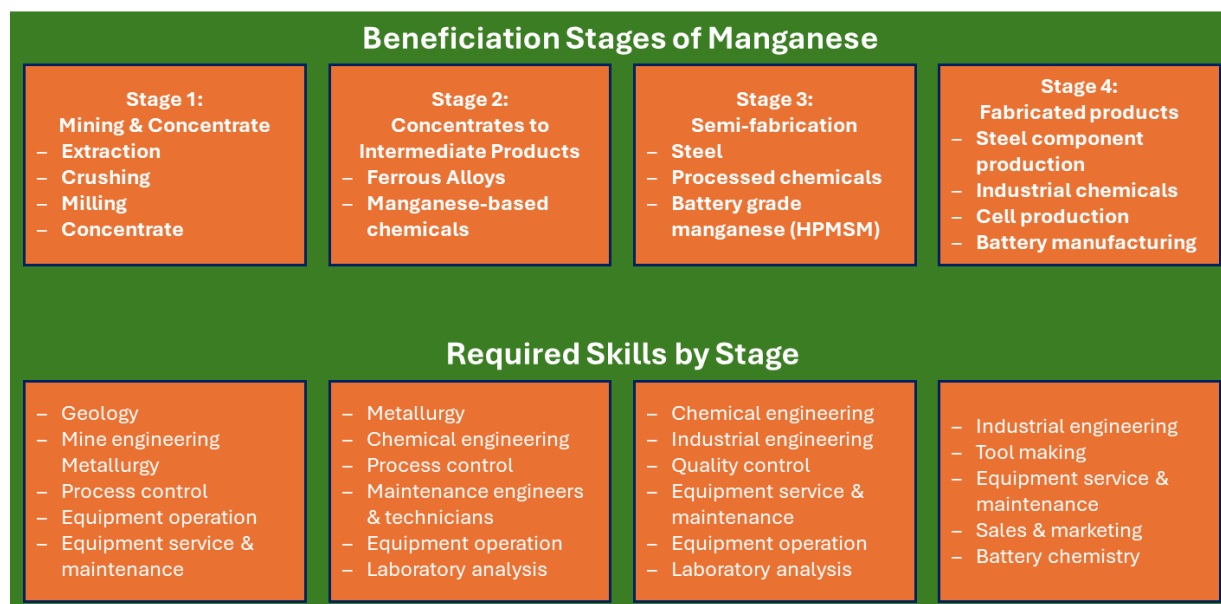 Beneficiation Stages of Manganese
Stage 1:
Mining & Concentrate
– Extraction
– Crushing
– Milling
– Concentrate
Stage 2:
Concentrates to
Intermediate Products
– Ferrous Alloys
– Manganese-based
chemicals
Stage 3:
Semi-fabrication
– Steel
– Processed chemicals
– Battery grade
manganese (HPMSM)
Stage 4:
Fabricated products
– Steel component
production
– Industrial chemicals
– Cell production
– Battery manufacturing
Required Skills by Stage
– Geology
– Mine engineering
Metallurgy
– Process control
– Equipment operation
– Equipment service &
maintenance
– Metallurgy
– Chemical engineering
– Process control
– Maintenance engineers
& technicians
– Equipment operation
– Laboratory analysis
– Chemical engineering
– Industrial engineering
– Quality control
– Equipment service &
maintenance
– Equipment operation
– Laboratory analysis
– Industrial engineering
– Tool making
– Equipment service &
maintenance
– Sales & marketing
– Battery chemistry